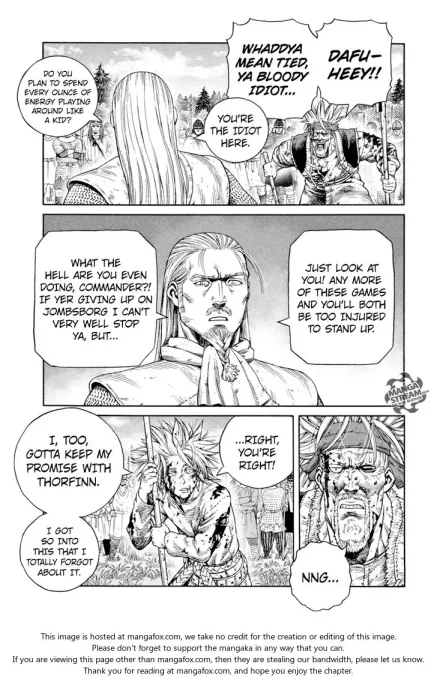 WHADDYA
MEAN TIED,
YA BLOODY
IDIOT...
DAFU-
HEEY!!
DO YOU
PLAN TO SPEND
EVERY OUNCE OF
ENERGY PLAYING
AROUND LIKE
A KID?
YOU'RE
THE IDIOT
HERE.
WHAT THE
HELL ARE YOU EVEN
DOING, COMMANDER?!
IF YER GIVING UP ON
JOMBSBORG I CAN'T
VERY WELL STOP
YA, BUT...
JUST LOOK AT
YOU! ANY MORE
OF THESE GAMES
AND YOU'LL BOTH
BE TOO INJURED
TO STAND UP.
MANGA
STREAM
I, TOO,
GOTTA KEEP MY
PROMISE WITH
THORFINN.
...RIGHT,
YOU'RE
RIGHT!
I GOT
SO INTO
THIS THAT I
TOTALLY FORGOT
ABOUT IT.
NNG...
This image is hosted at mangafox.com, we take no credit for the creation or editing of this image.
Please don't forget to support the mangaka in any way that you can.
If you are viewing this page other than mangafox.com, then they are stealing our bandwidth, please let us know.
Thank you for reading at mangafox.com, and hope you enjoy the chapter.